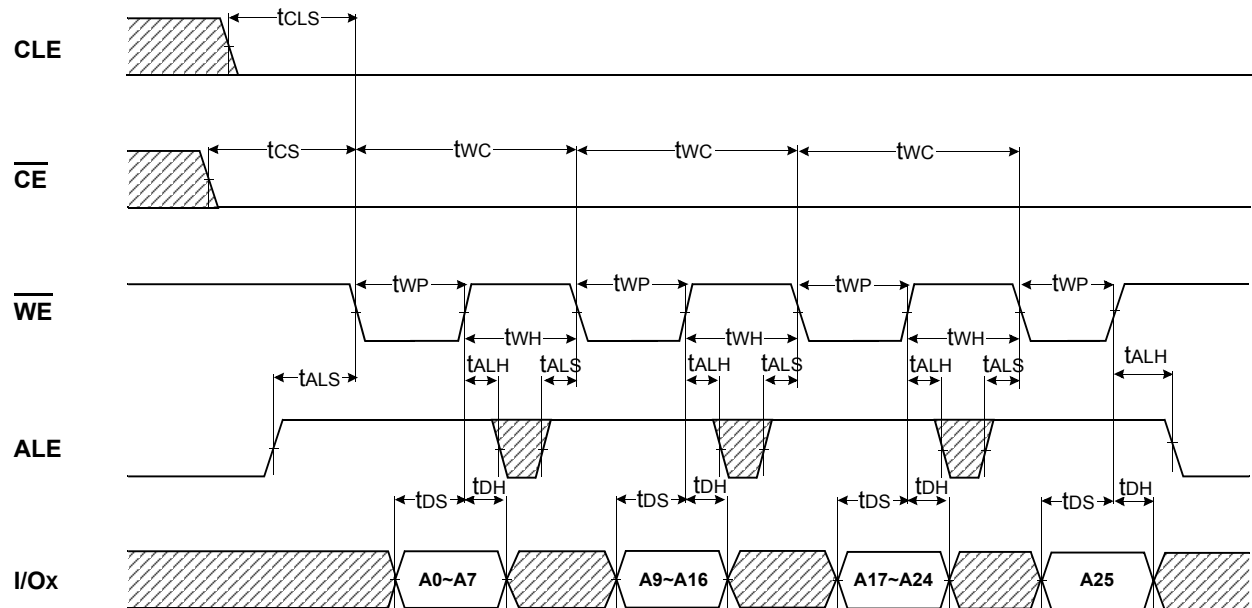 CLE
tCLS
CE
tCS
tWC
tWC
tWC
WE
tWP
tWP
tWP
tWP
tWH
tWH
tWH
tALS
tALH
tALS
tALH
tALS
tALH
tALS
tALH
ALE
tDS
tDH
tDS
tDH
tDS
tDH
tDS
tDH
I/Ox
A0~A7
A9~A16
A17~A24
A25